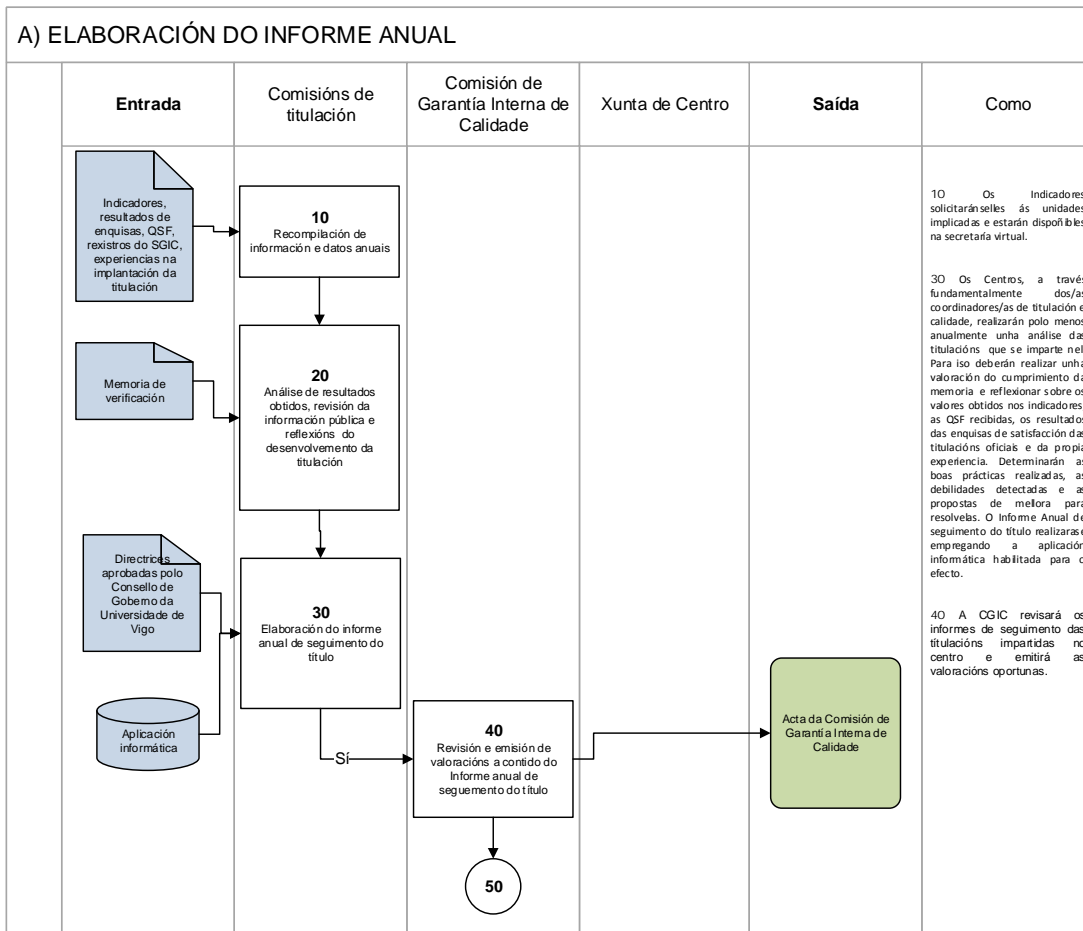 A) ELABORACIÓN DO INFORME ANUAL
Entrada
Comisións de
titulación
Comisión de
Garantía Interna de
Calidade
Xunta de Centro
Saída
Como
Indicadores,
resultados de
enquisas, QSF,
rexistros do SGIC,
experiencias na
implantación da
titulación
10
Recompilación de
información e datos anuais
Memoria de
verificación
20
Análise de resultados
obtidos, revisión da
información pública e
reflexións do
desenvolvemento da
titulación
Directrices
aprobadas polo
Consello de
Goberno da
Universidade de
Vigo
30
Elaboración do informe
anual de seguimento do
título
Aplicación
informática
Sí
40
Revisión e emisión de
valoracións a contido do
Informe anual de
seguemento do título
50
Acta da Comisión de
Garantía Interna de
Calidade
10 Os Indicadores
solicitaránselles ás unidades
implicadas e estarán dispoñibles
na secretaría virtual.
30 Os Centros, a través
fundamentalmente dos/as
coordinadores/as de titulación e
calidade, realizarán polo menos
anualmente unha análise das
titulacións que se imparte nel
Para iso deberán realizar unha
valoración do cumprimento da
memoria e reflexionar sobre os
valores obtidos nos indicadores
as QSF recibidas, os resultados
das enquisas de satisfacción das
titulacións oficiais e da propia
experiencia. Determinarán as
boas prácticas realizadas, as
debilidades detectadas e as
propostas de mellora para
resolvelas. O Informe Anual de
seguimento do título realizarase
empregando a aplicación
informática habilitada para o
efecto.
40 A CGIC revisará os
informes de seguimento das
títulacións impartidas no
centro e emitirá as
valoracións oportunas.